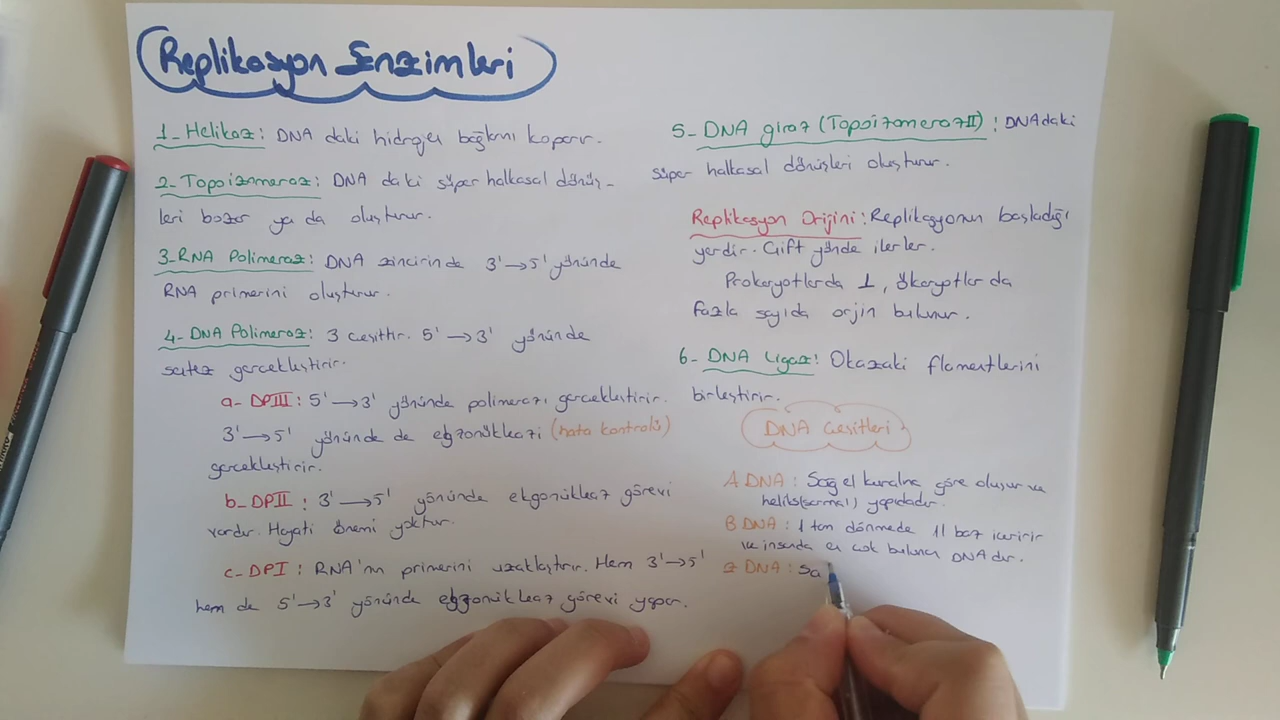 Replikasyon Enzimleri
1- Helikaz: DNA daki hidrojen bağlarını koparır.
2- Topoizomeraz: DNA daki süper halkasal dönüş-
leri bozar ya da oluşturur.
3- RNA Polimeraz: DNA zincirinde 3'→5' yönünde
RNA primerini oluşturur.
4- DNA Polimeraz: 3 çeşittir. 5' → 3' yönünde
sentez gerçekleştirir.
a- DPIII: 5'→3' yönünde polimerazı gerçekleştirir.
3'→5' yönünde de ekzonükleazı (hata kontrolü)
gerçekleştirir.
b- DPII: 3'→5' yönünde ekzonükleaz görevi
vardır. Hayati önemi yoktur.
c- DPI: RNA'nın primerini uzaklaştırır. Hem 3'→5'
hem de 5'→3' yönünde ekzonükleaz görevi yapar.
5- DNA giraz (Topoizomeraz II): DNA daki
süper halkasal dönüşleri oluşturur.
Replikasyon Orijini: Replikasyonun başladığı
yerdir. Çift yönde ilerler.
Prokaryotlarda 1, ökaryotlarda
fazla sayıda orjin bulunur.
6- DNA Ligaz: Okazaki flamentlerini
birleştirir.
DNA Çeşitleri
A DNA: Sağ el kuralına göre oluşur ve
heliks(sarmal) yapıdadır.
B DNA: 1 tam dönmede 11 baz içerir
ve insanda en çok bulunan DNA dır.
Z DNA: Sa